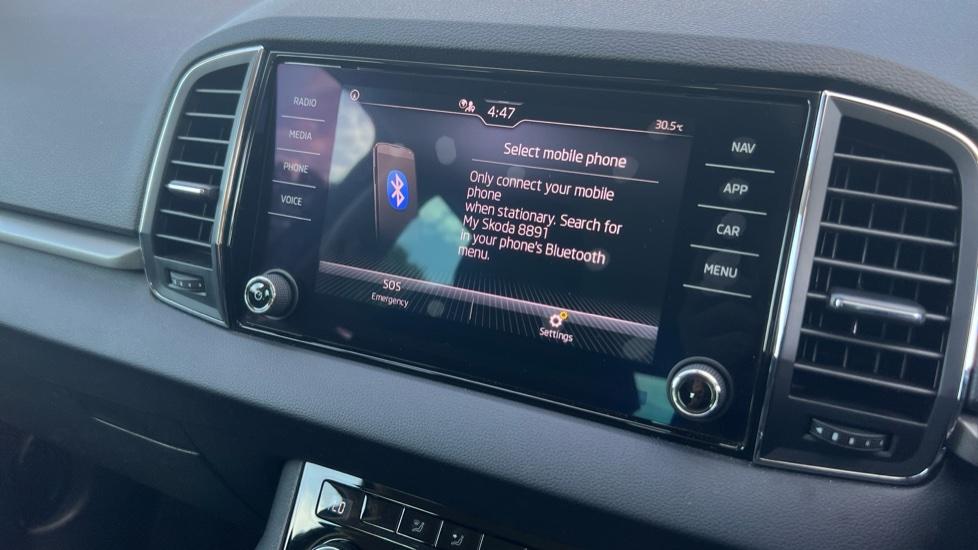 RADIO
MEDIA
PHONE
VOICE
4:47
30.5°C
Select mobile phone
Only connect your mobile
phone
when stationary. Search for
My Skoda 8891
in your phone's Bluetooth
menu.
SOS
Emergency
Settings
NAV
APP
CAR
MENU